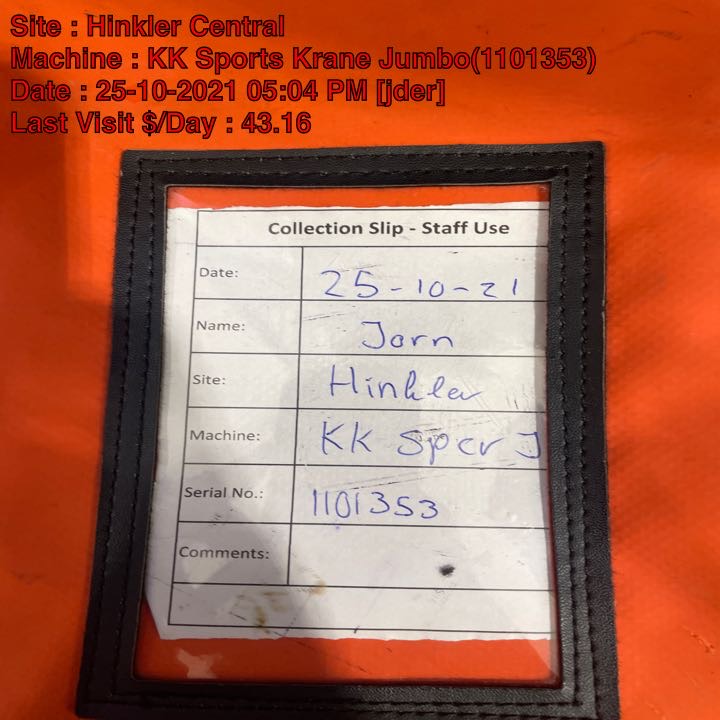 Site : Hinkler Central
Machine : KK Sports Krane Jumbo(1101353)
Date : 25-10-2021 05:04 PM [jder]
Last Visit $/Day : 43.16
Collection Slip - Staff Use
Date: 25-10-21
Name: Jorn
Site: Hinkler
Machine: KK Spcr J
Serial No.: 1101353
Comments: